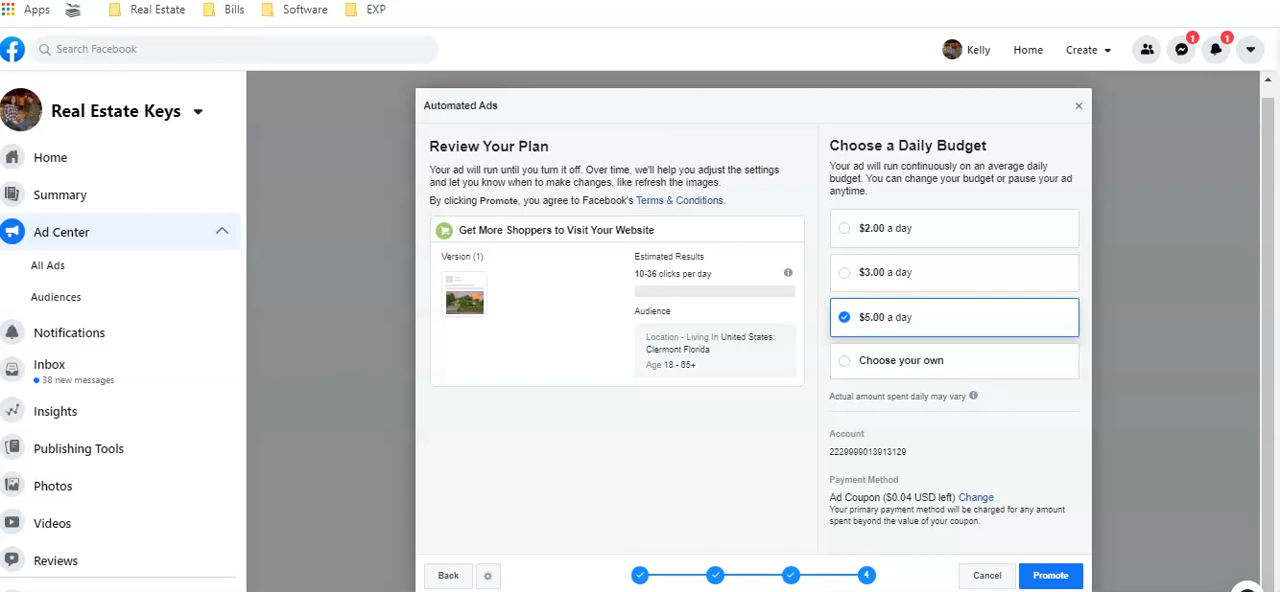 Apps
Real Estate
Bills
Software
EXP
Search Facebook
Kelly
Home
Create
1
1
Real Estate Keys
Home
Summary
Ad Center
All Ads
Audiences
Notifications
Inbox
38 new messages
Insights
Publishing Tools
Photos
Videos
Reviews
Automated Ads
Review Your Plan
Your ad will run until you turn it off. Over time, we'll help you adjust the settings
and let you know when to make changes, like refresh the images.
By clicking Promote, you agree to Facebook's Terms & Conditions.
Get More Shoppers to Visit Your Website
Version (1)
Estimated Results
10-36 clicks per day
Audience
Location - Living In United States:
Clermont Florida
Age 18 - 65+
Choose a Daily Budget
Your ad will run continuously on an average daily
budget. You can change your budget or pause your ad
anytime.
$2.00 a day
$3.00 a day
$5.00 a day
Choose your own
Actual amount spent daily may vary
Account
2229999013913129
Payment Method
Ad Coupon ($0.04 USD left) Change
Your primary payment method will be charged for any amount
spent beyond the value of your coupon.
Back
4
Cancel
Promote